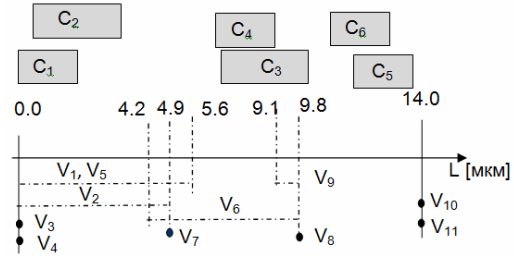 C₂ C₄ C₆
C₁ C₃ C₅
0.0 4.2 4.9 5.6 9.1 9.8 14.0
L [мкм]
V₁, V₅ V₉
V₂ V₆ V₁₀
V₃ V₇ V₈ V₁₁
V₄